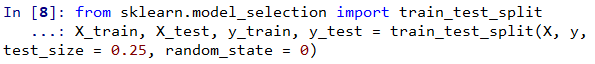 In [8]: from sklearn.model_selection import train_test_split
   ...: X_train, X_test, y_train, y_test = train_test_split(X, y,
test_size = 0.25, random_state = 0)